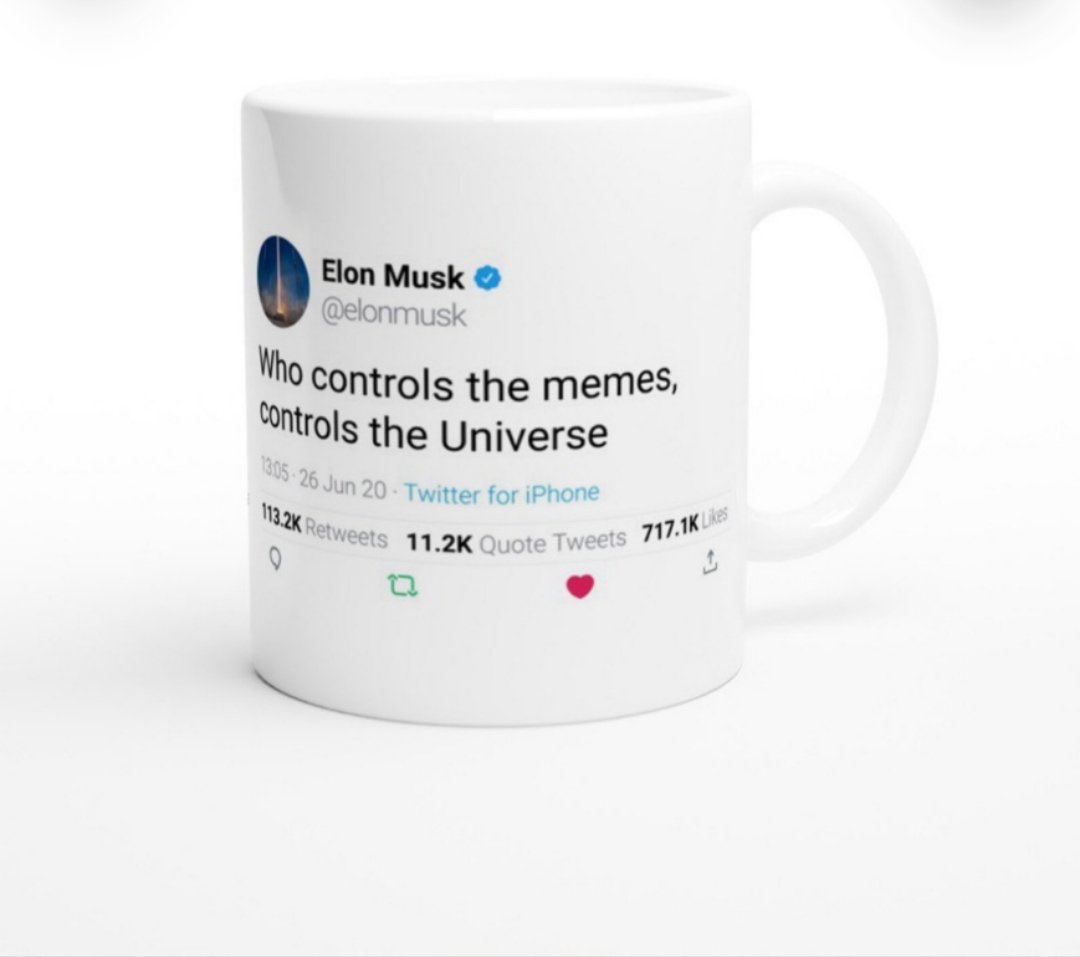 Elon Musk
@elonmusk
Who controls the memes,
controls the Universe
13:05 · 26 Jun 20 · Twitter for iPhone
113.2K Retweets 11.2K Quote Tweets 717.1K Likes